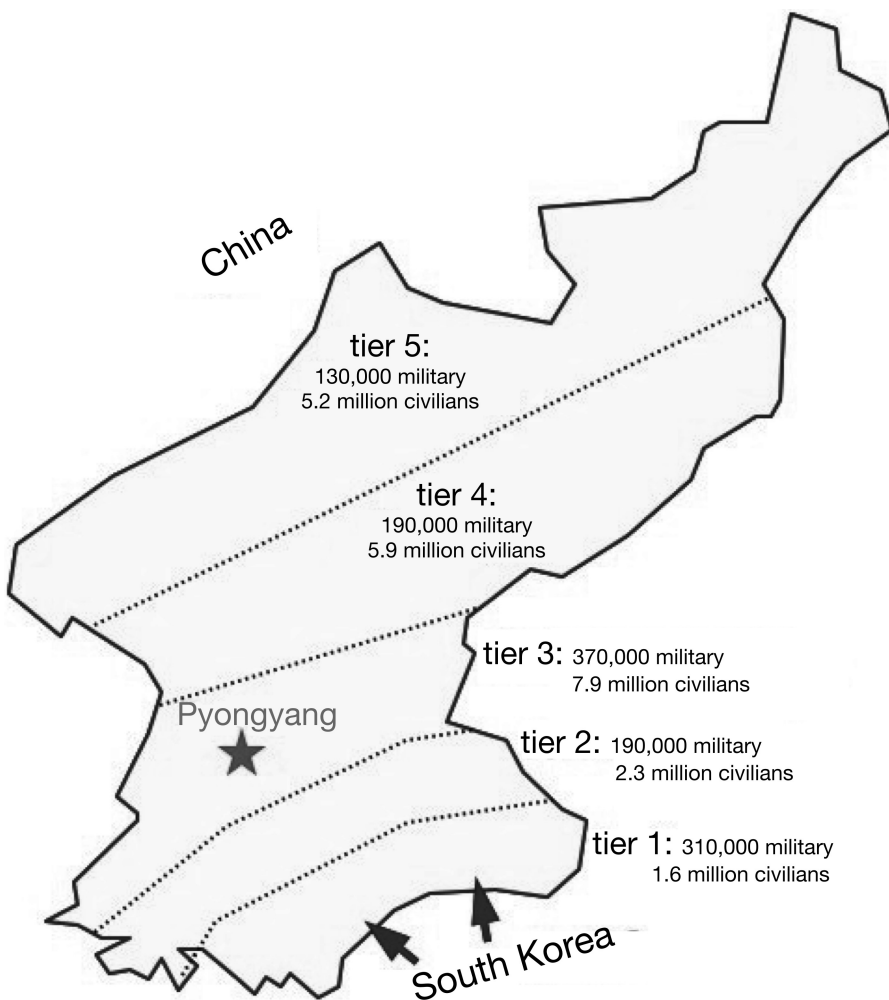 China
tier 5:
130,000 military
5.2 million civilians
tier 4:
190,000 military
5.9 million civilians
tier 3: 370,000 military
7.9 million civilians
Pyongyang
tier 2: 190,000 military
2.3 million civilians
tier 1: 310,000 military
1.6 million civilians
South Korea